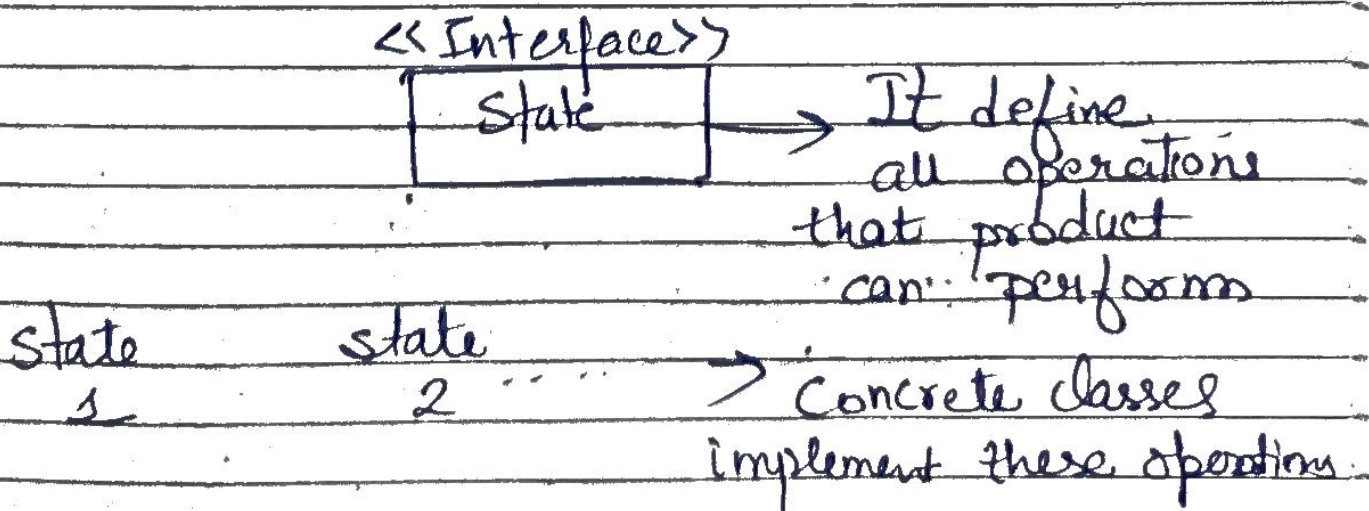 << Interface>>
State → It define
all operations
that product
can perform
state state ..... → Concrete classes
1 2
implement these operations.